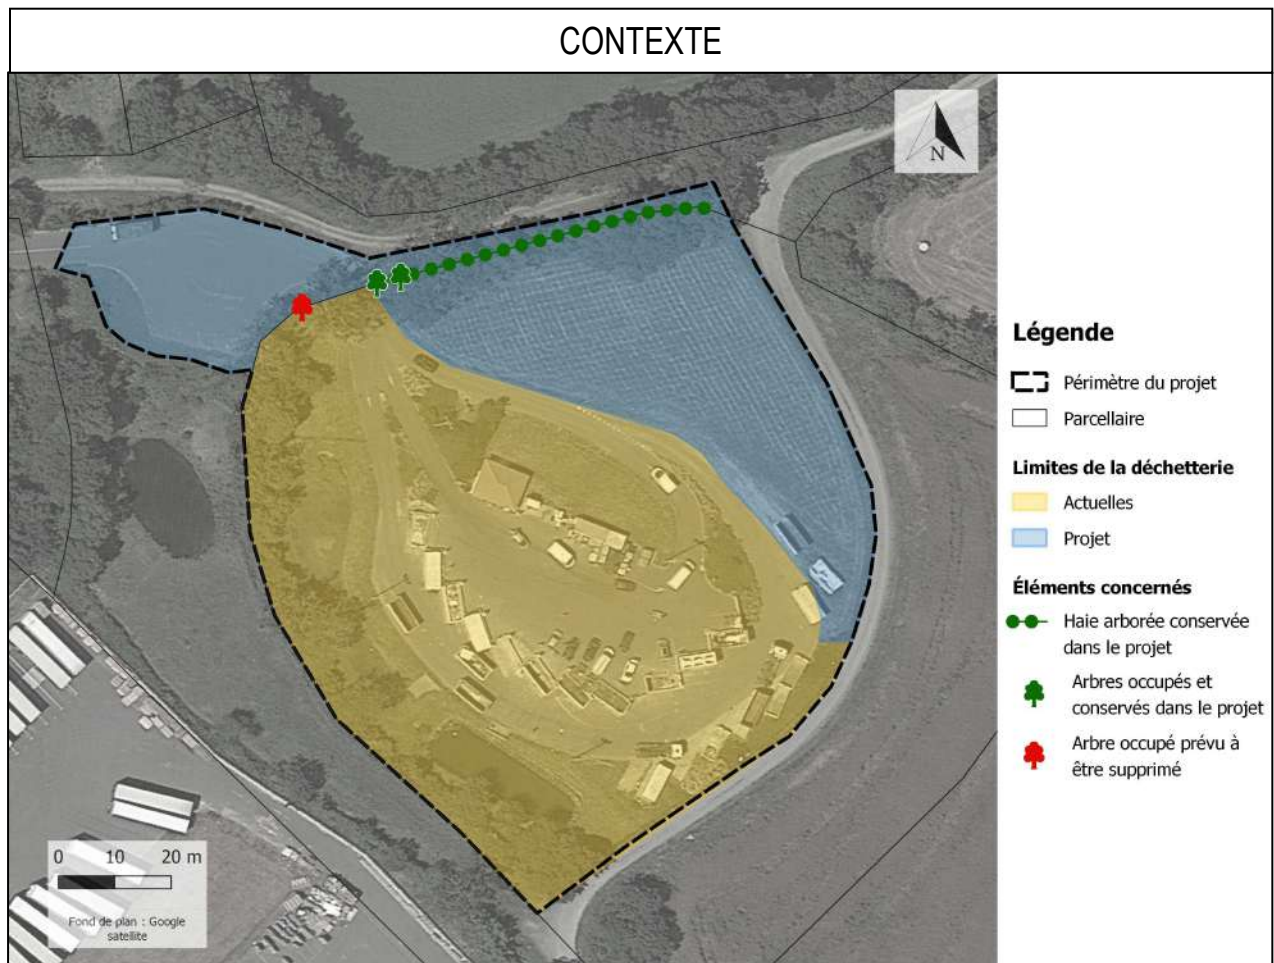 CONTEXTE
N
Légende
Périmètre du projet
Parcellaire
Limites de la déchetterie
Actuelles
Projet
Éléments concernés
Haie arborée conservée
dans le projet
Arbres occupés et
conservés dans le projet
Arbre occupé prévu à
être supprimé
0 10 20 m
Fond de plan : Google
satellite